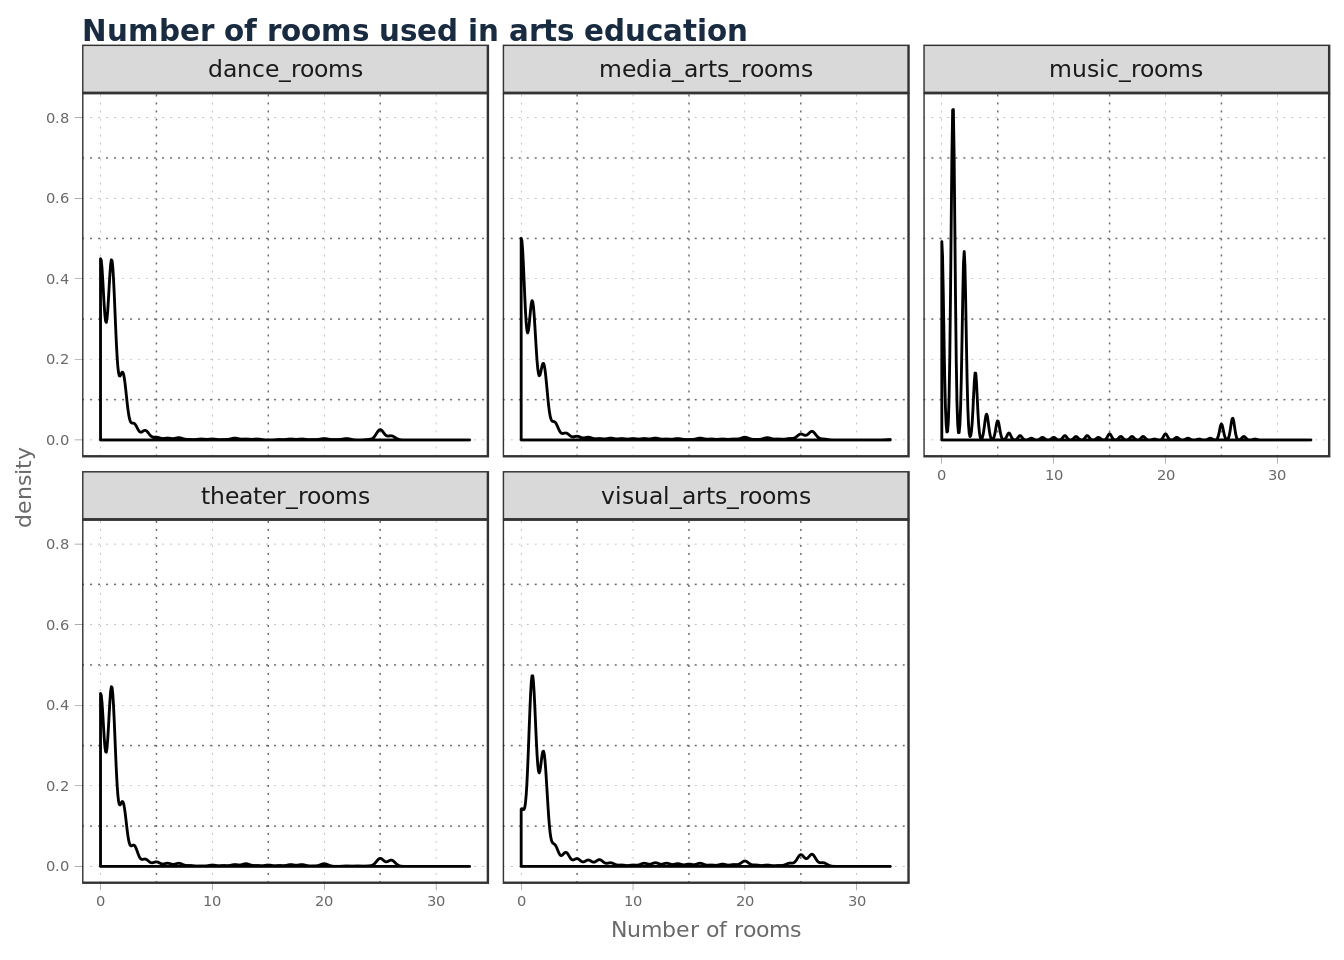 Number of rooms used in arts education
dance_rooms
media_arts_rooms
music_rooms
0.8
0.6
0.4
0.2
0.0
0 10 20 30
density
theater_rooms
visual_arts_rooms
0.8
0.6
0.4
0.2
0.0
0 10 20 30
0 10 20 30
Number of rooms